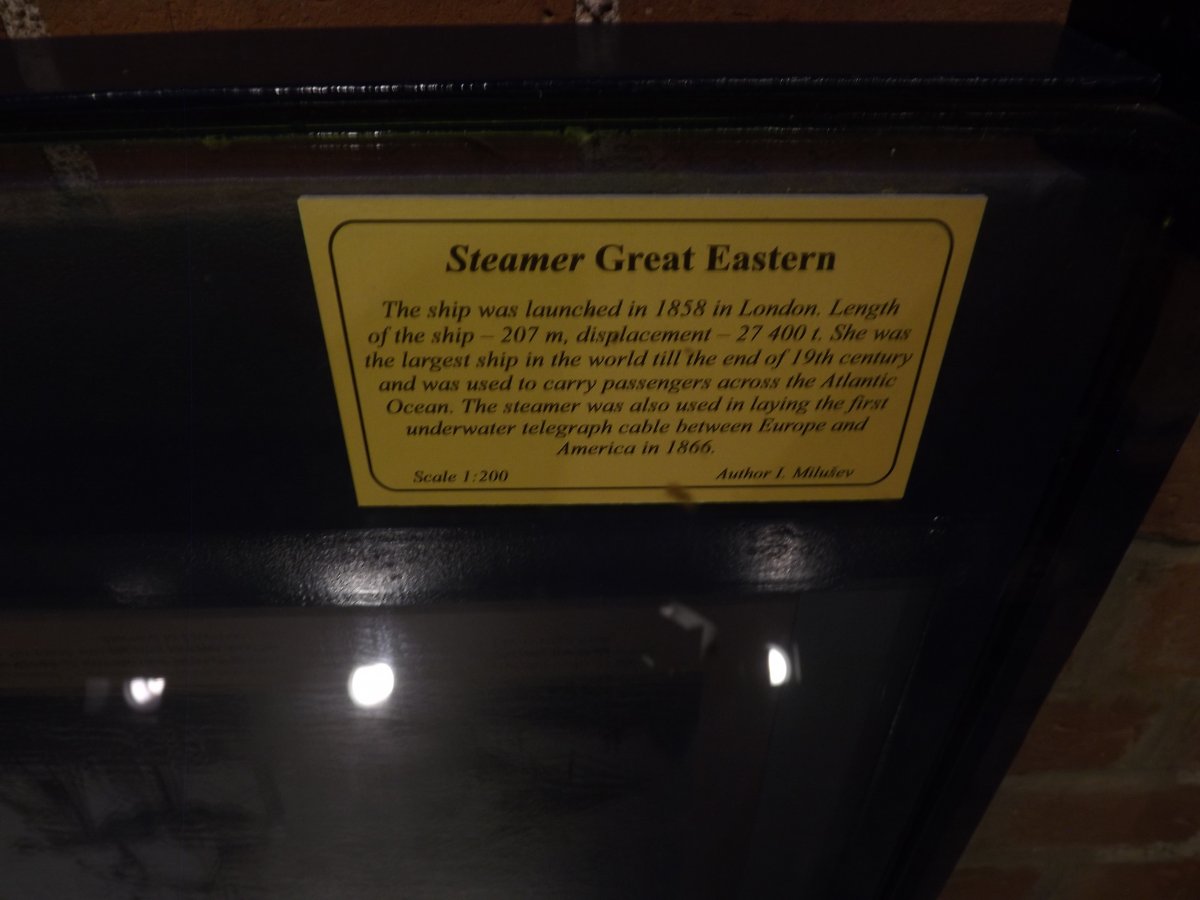 Steamer Great Eastern
The ship was launched in 1858 in London. Length
of the ship – 207 m, displacement – 27 400 t. She was
the largest ship in the world till the end of 19th century
and was used to carry passengers across the Atlantic
Ocean. The steamer was also used in laying the first
underwater telegraph cable between Europe and
America in 1866.
Scale 1:200 Author I. Milušev